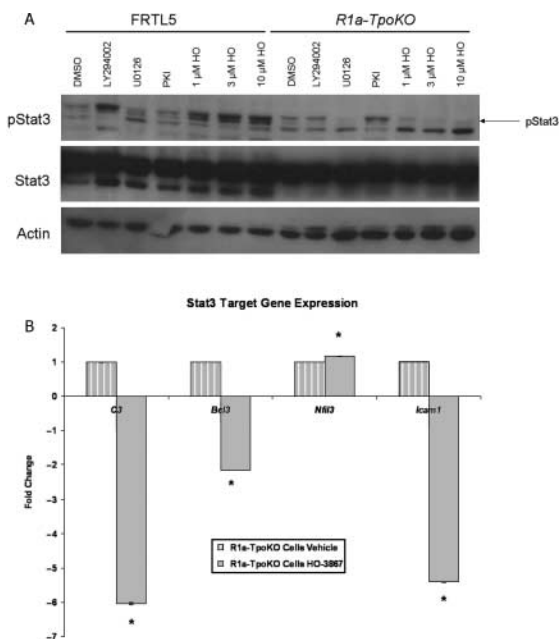 A
FRTL5 R1a-TpoKO
DMSO LY294002 U0126 PKI 1 µM HO 3 µM HO 10 µM HO DMSO LY294002 U0126 PKI 1 µM HO 3 µM HO 10 µM HO
pStat3 pStat3
Stat3
Actin
Stat3 Target Gene Expression
B
2
*
1
0
C3 Bcl3 Nfil3 Icam1
–1
–2
*
Fold Change
–3
–4
R1a-TpoKO Cells Vehicle
R1a-TpoKO Cells HO-3867
–5
–6
* *
–7